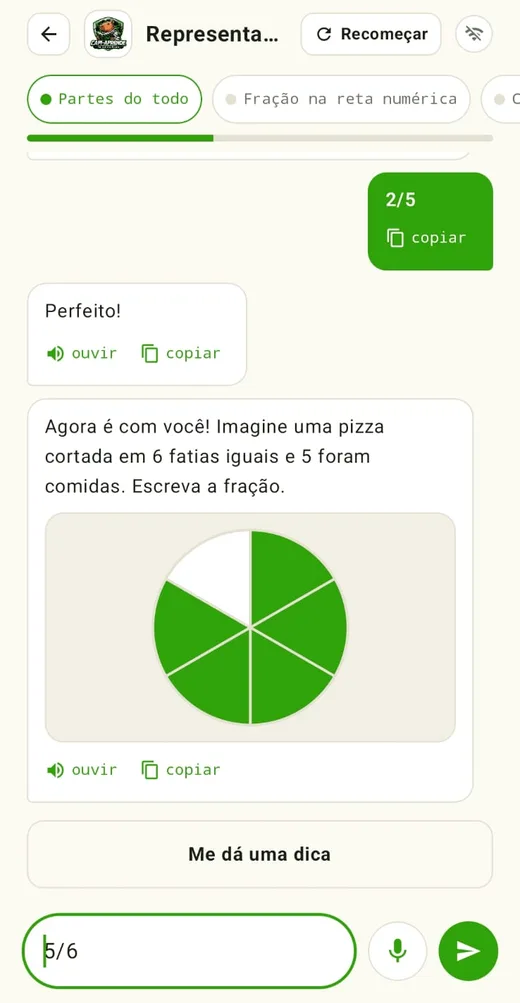 Representa...
Recomeçar
Partes do todo
Fração na reta numérica
2/5
copiar
Perfeito!
ouvir
copiar
Agora é com você! Imagine uma pizza
cortada em 6 fatias iguais e 5 foram
comidas. Escreva a fração.
ouvir
copiar
Me dá uma dica
5/6